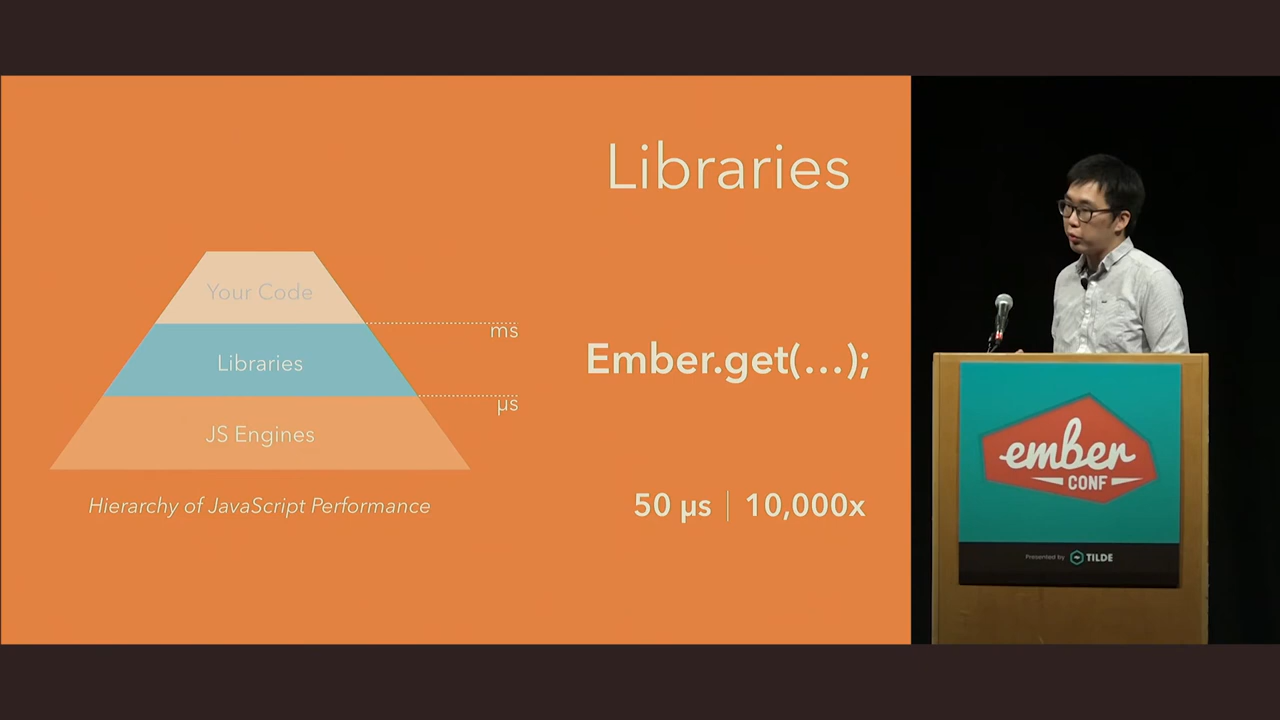 Libraries
Your Code
ms
Libraries
µs
JS Engines
Hierarchy of JavaScript Performance
Ember.get(…);
50 µs | 10,000x
ember
CONF
Presented by TILDE